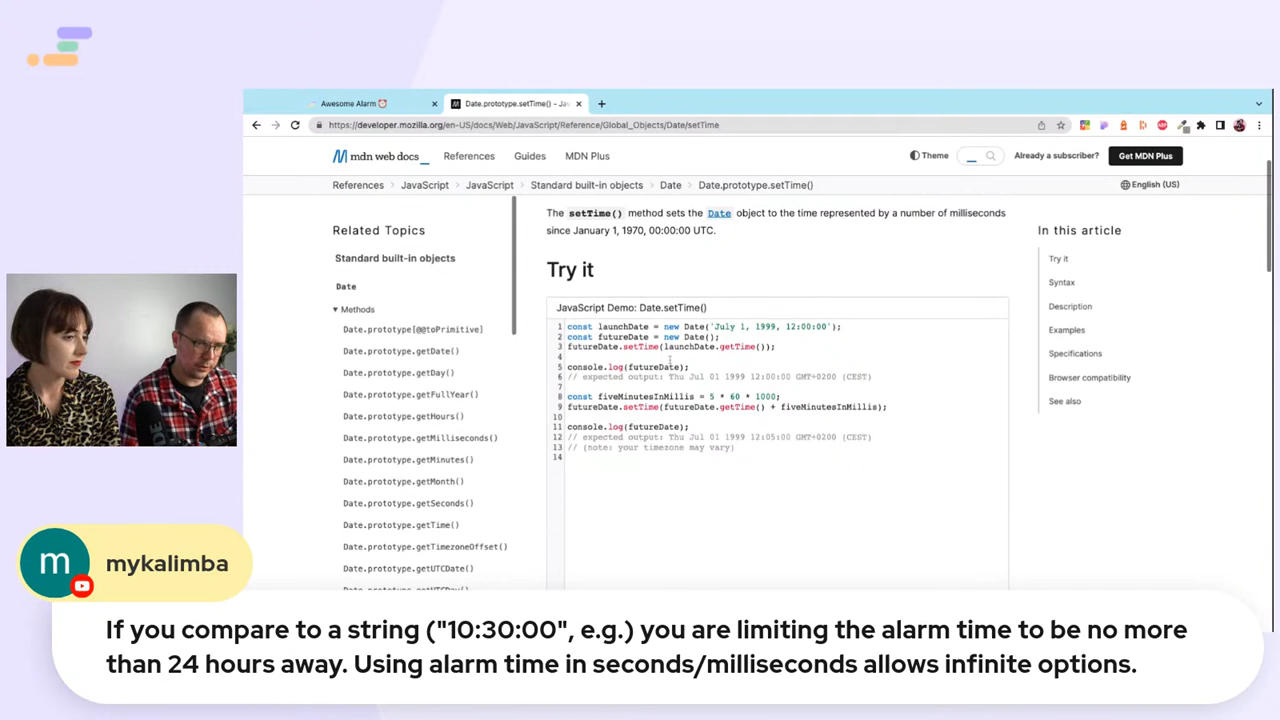 Awesome Alarm
Date.prototype.setTime() - Jav
https://developer.mozilla.org/en-US/docs/Web/JavaScript/Reference/Global_Objects/Date/setTime
mdn web docs_
References
Guides
MDN Plus
Theme
Already a subscriber?
Get MDN Plus
References > JavaScript > JavaScript > Standard built-in objects > Date > Date.prototype.setTime()
English (US)
Related Topics
Standard built-in objects
Date
▾ Methods
Date.prototype[@@toPrimitive]
Date.prototype.getDate()
Date.prototype.getDay()
Date.prototype.getFullYear()
Date.prototype.getHours()
Date.prototype.getMilliseconds()
Date.prototype.getMinutes()
Date.prototype.getMonth()
Date.prototype.getSeconds()
Date.prototype.getTime()
Date.prototype.getTimezoneOffset()
Date.prototype.getUTCDate()
The setTime() method sets the Date object to the time represented by a number of milliseconds
since January 1, 1970, 00:00:00 UTC.
Try it
JavaScript Demo: Date.setTime()
1 const launchDate = new Date('July 1, 1999, 12:00:00');
2 const futureDate = new Date();
3 futureDate.setTime(launchDate.getTime());
4
5 console.log(futureDate);
6 // expected output: Thu Jul 01 1999 12:00:00 GMT+0200 (CEST)
7
8 const fiveMinutesInMillis = 5 * 60 * 1000;
9 futureDate.setTime(futureDate.getTime() + fiveMinutesInMillis);
10
11 console.log(futureDate);
12 // expected output: Thu Jul 01 1999 12:05:00 GMT+0200 (CEST)
13 // (note: your timezone may vary)
14
In this article
Try it
Syntax
Description
Examples
Specifications
Browser compatibility
See also
m
mykalimba
If you compare to a string ("10:30:00", e.g.) you are limiting the alarm time to be no more
than 24 hours away. Using alarm time in seconds/milliseconds allows infinite options.